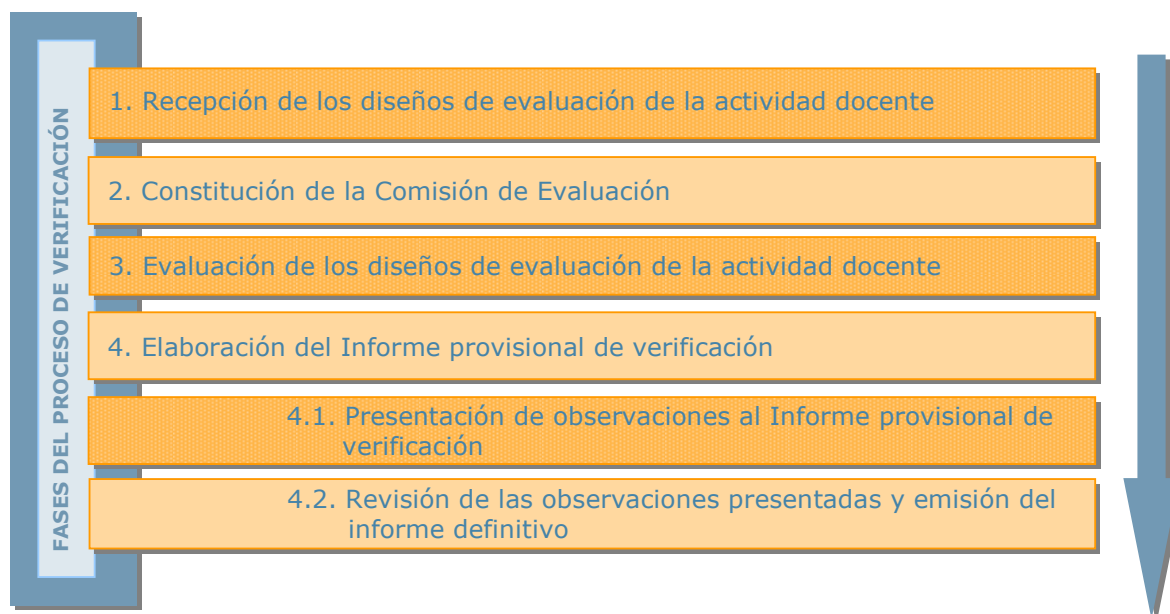 FASES DEL PROCESO DE VERIFICACIÓN
1. Recepción de los diseños de evaluación de la actividad docente
2. Constitución de la Comisión de Evaluación
3. Evaluación de los diseños de evaluación de la actividad docente
4. Elaboración del Informe provisional de verificación
4.1. Presentación de observaciones al Informe provisional de
verificación
4.2. Revisión de las observaciones presentadas y emisión del
informe definitivo